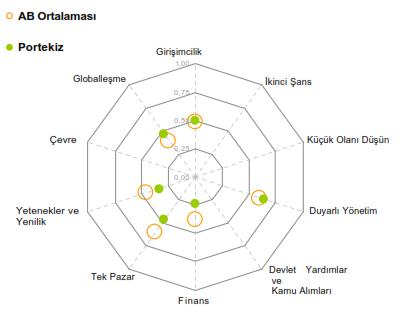 AB Ortalaması
Portekiz
Girişimcilik
1.00
Globalleşme
İkinci Şans
0.75
0.50
Çevre
Küçük Olanı Düşün
0.25
0.00
Yetenekler ve
Yenilik
Duyarlı Yönetim
Tek Pazar
Devlet Yardımlar
ve
Kamu Alımları
Finans